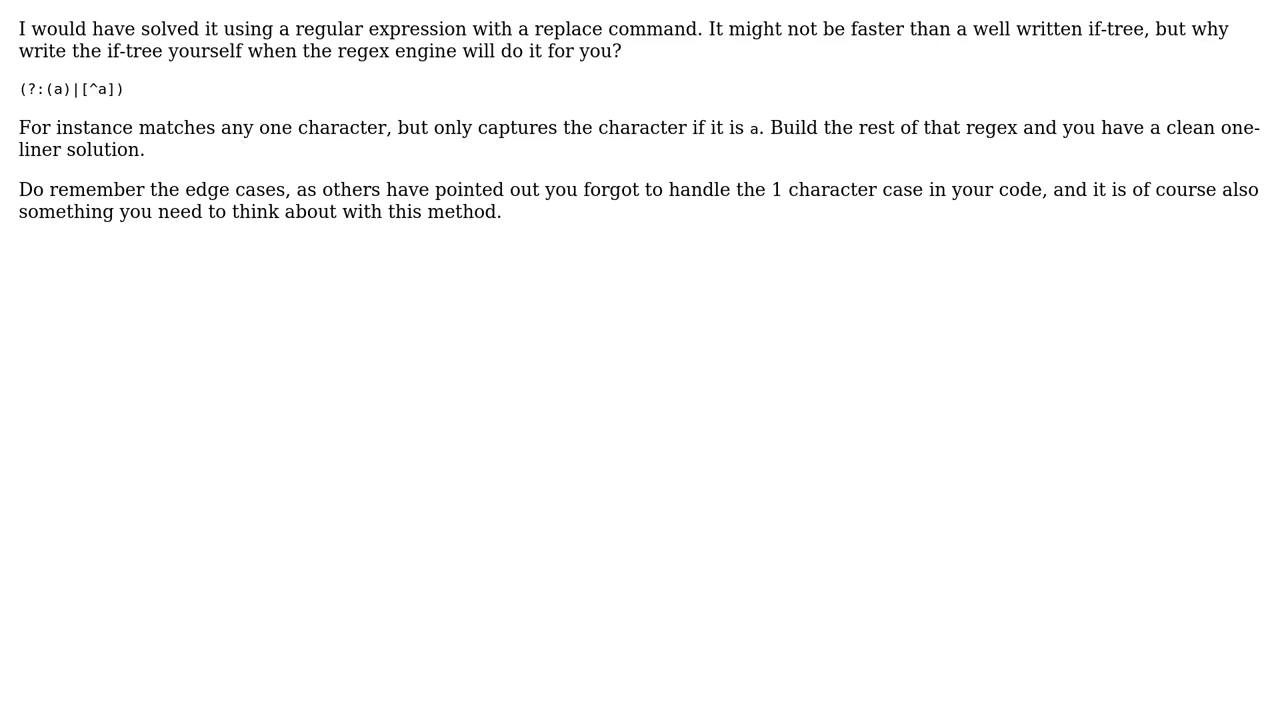 I would have solved it using a regular expression with a replace command. It might not be faster than a well written if-tree, but why
write the if-tree yourself when the regex engine will do it for you?
(?:(a)|[^a])
For instance matches any one character, but only captures the character if it is a. Build the rest of that regex and you have a clean one-
liner solution.
Do remember the edge cases, as others have pointed out you forgot to handle the 1 character case in your code, and it is of course also
something you need to think about with this method.